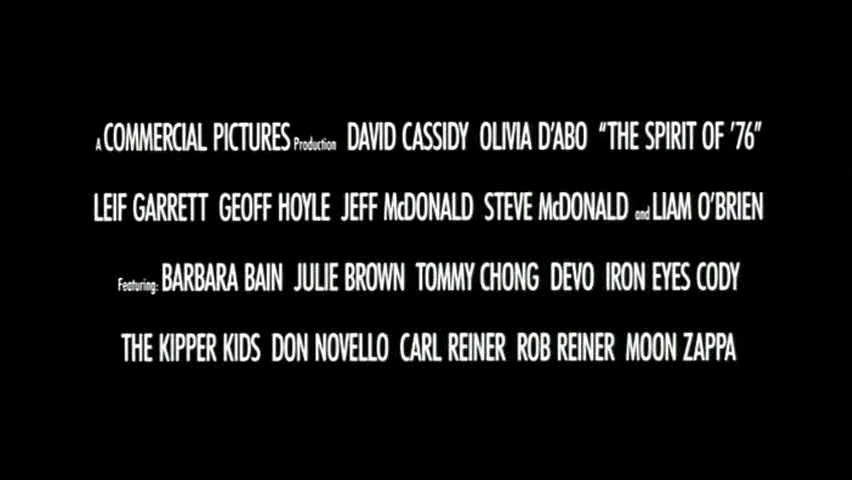 A COMMERCIAL PICTURES Production DAVID CASSIDY OLIVIA D'ABO "THE SPIRIT OF '76"
LEIF GARRETT GEOFF HOYLE JEFF McDONALD STEVE McDONALD and LIAM O'BRIEN
Featuring: BARBARA BAIN JULIE BROWN TOMMY CHONG DEVO IRON EYES CODY
THE KIPPER KIDS DON NOVELLO CARL REINER ROB REINER MOON ZAPPA